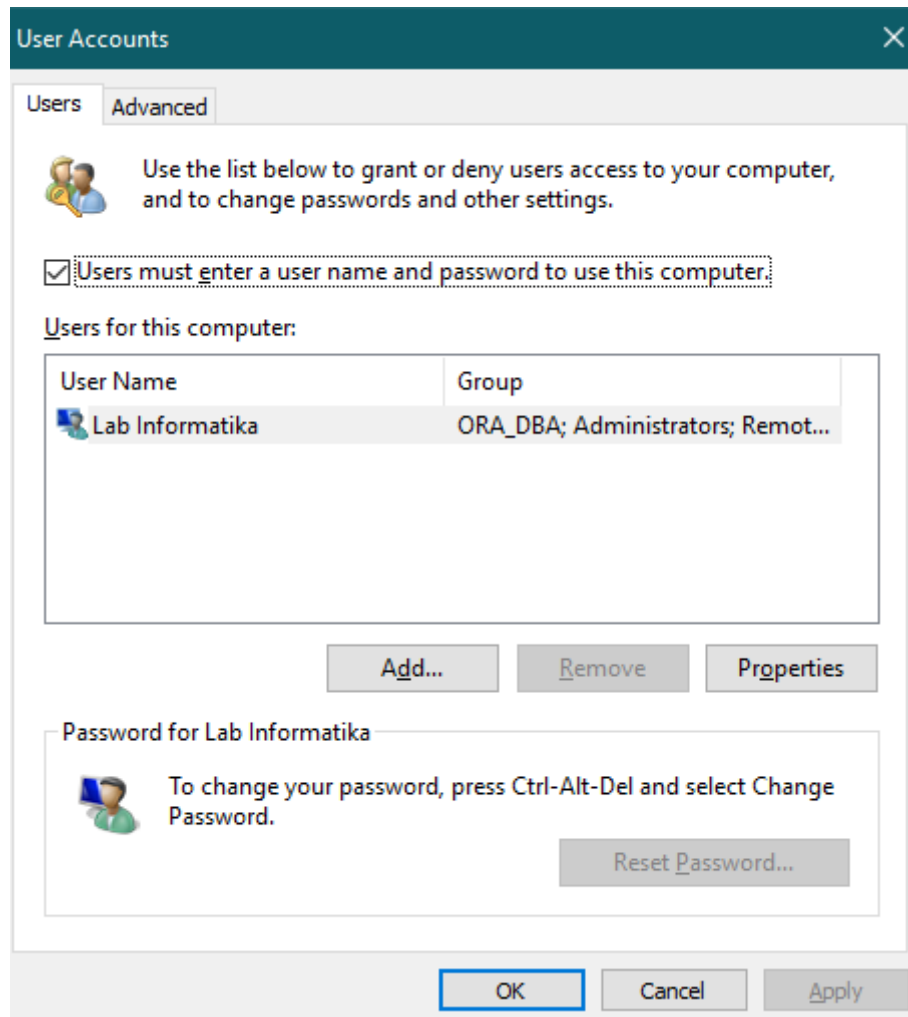 User Accounts
Users
Advanced
Use the list below to grant or deny users access to your computer,
and to change passwords and other settings.
Users must enter a user name and password to use this computer.
Users for this computer:
User Name Group
Lab Informatika ORA_DBA; Administrators; Remot...
Add... Remove Properties
Password for Lab Informatika
To change your password, press Ctrl-Alt-Del and select Change
Password.
Reset Password...
OK Cancel Apply